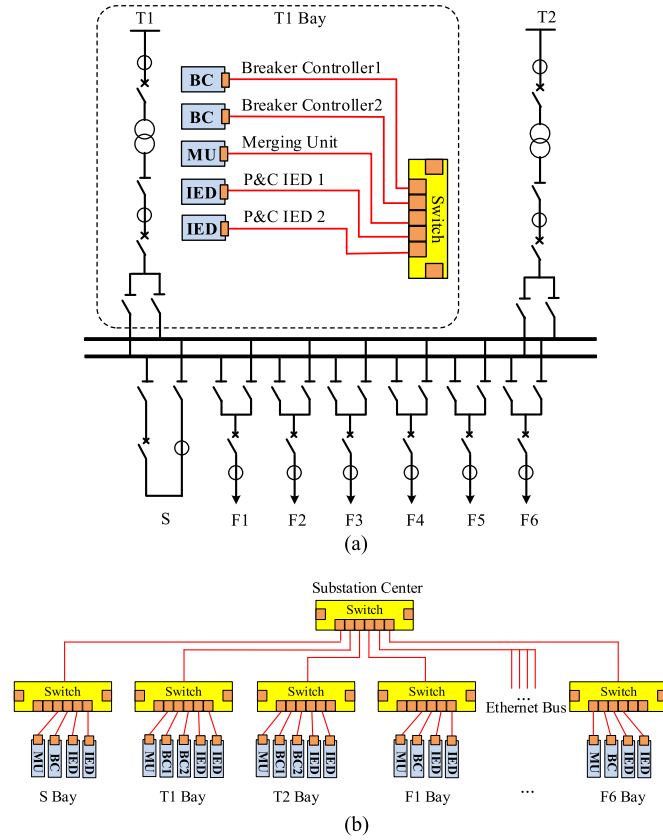 T1
T1 Bay
T2
BC
Breaker Controller1
BC
Breaker Controller2
MU
Merging Unit
IED
P&C IED 1
IED
P&C IED 2
Switch
S
F1
F2
F3
F4
F5
F6
(a)
Substation Center
Switch
Switch
Switch
Switch
Switch
...
Ethernet Bus
Switch
MU
BC
IED
IED
MU
BC1
BC2
IED
IED
MU
BC1
BC2
IED
IED
MU
BC
IED
IED
MU
BC
IED
IED
S Bay
T1 Bay
T2 Bay
F1 Bay
...
F6 Bay
(b)